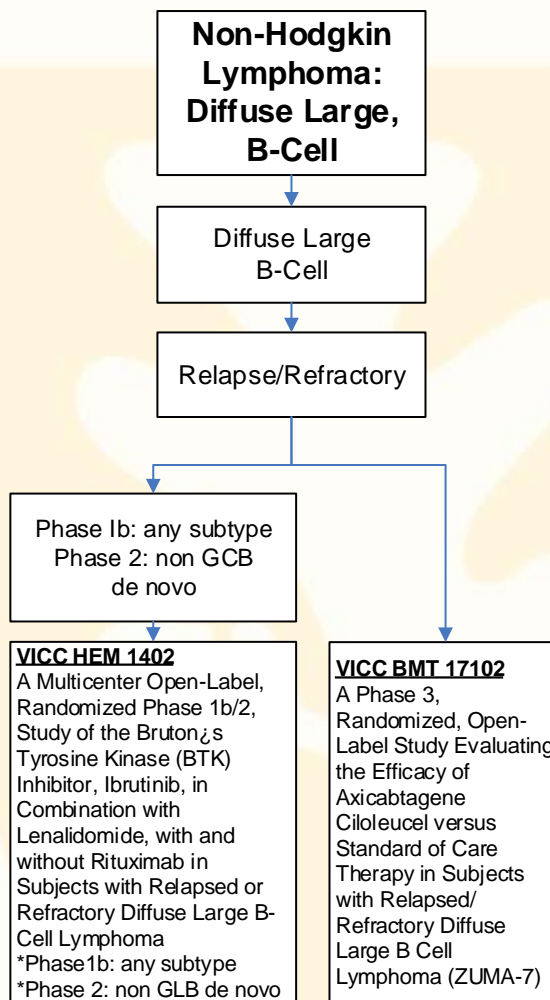 Non-Hodgkin
Lymphoma:
Diffuse Large,
B-Cell
Diffuse Large
B-Cell
Relapse/Refractory
Phase Ib: any subtype
Phase 2: non GCB
de novo
VICC HEM 1402
A Multicenter Open-Label,
Randomized Phase 1b/2,
Study of the Bruton¿s
Tyrosine Kinase (BTK)
Inhibitor, Ibrutinib, in
Combination with
Lenalidomide, with and
without Rituximab in
Subjects with Relapsed or
Refractory Diffuse Large B-
Cell Lymphoma
*Phase1b: any subtype
*Phase 2: non GLB de novo
VICC BMT 17102
A Phase 3,
Randomized, Open-
Label Study Evaluating
the Efficacy of
Axicabtagene
Ciloleucel versus
Standard of Care
Therapy in Subjects
with Relapsed/
Refractory Diffuse
Large B Cell
Lymphoma (ZUMA-7)